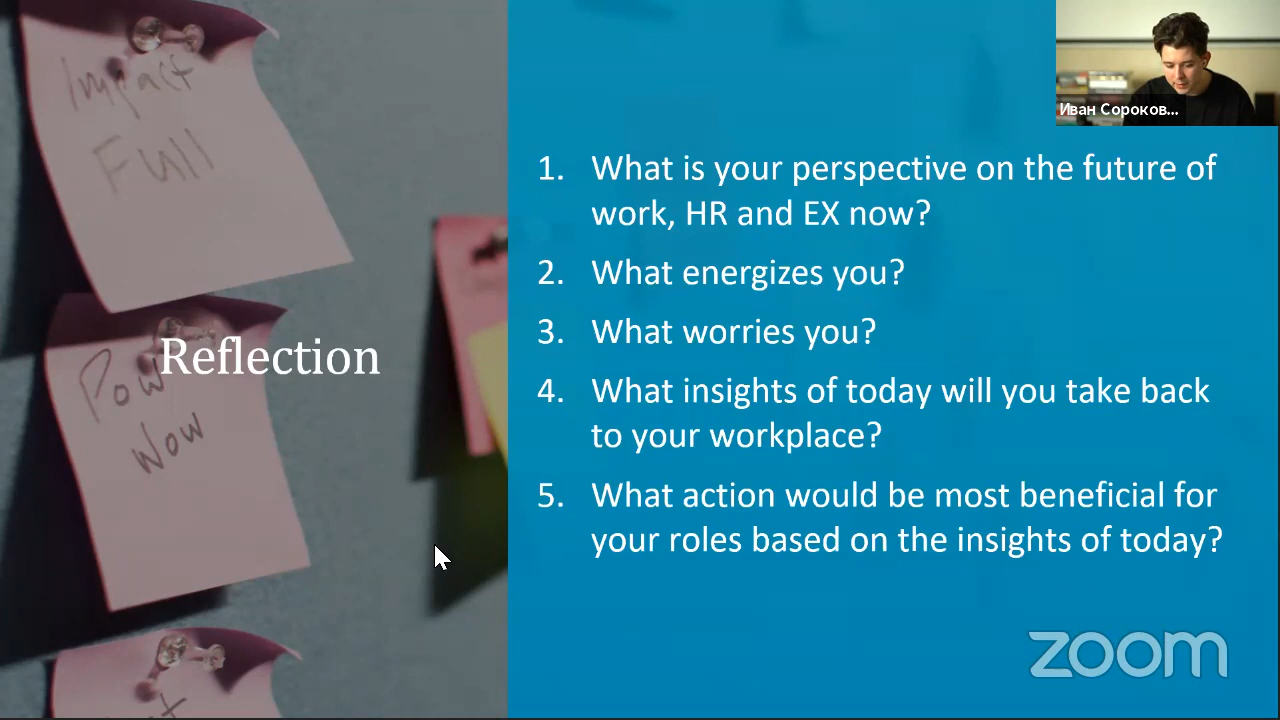 Impact
Full
Reflection
Now
Иван Сороков...
1. What is your perspective on the future of
work, HR and EX now?
2. What energizes you?
3. What worries you?
4. What insights of today will you take back
to your workplace?
5. What action would be most beneficial for
your roles based on the insights of today?
zoom